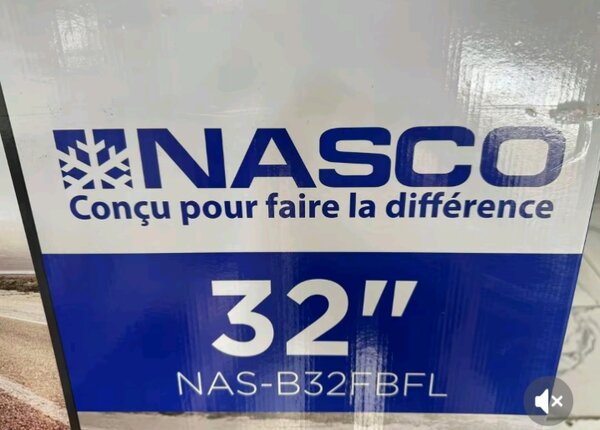 NASCO
Conçu pour faire la différence
32"
NAS-B32FBFL